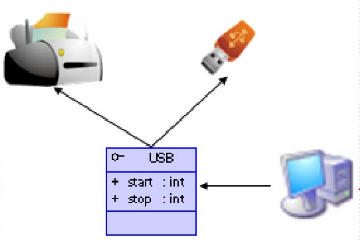 USB
+ start : int
+ stop : int